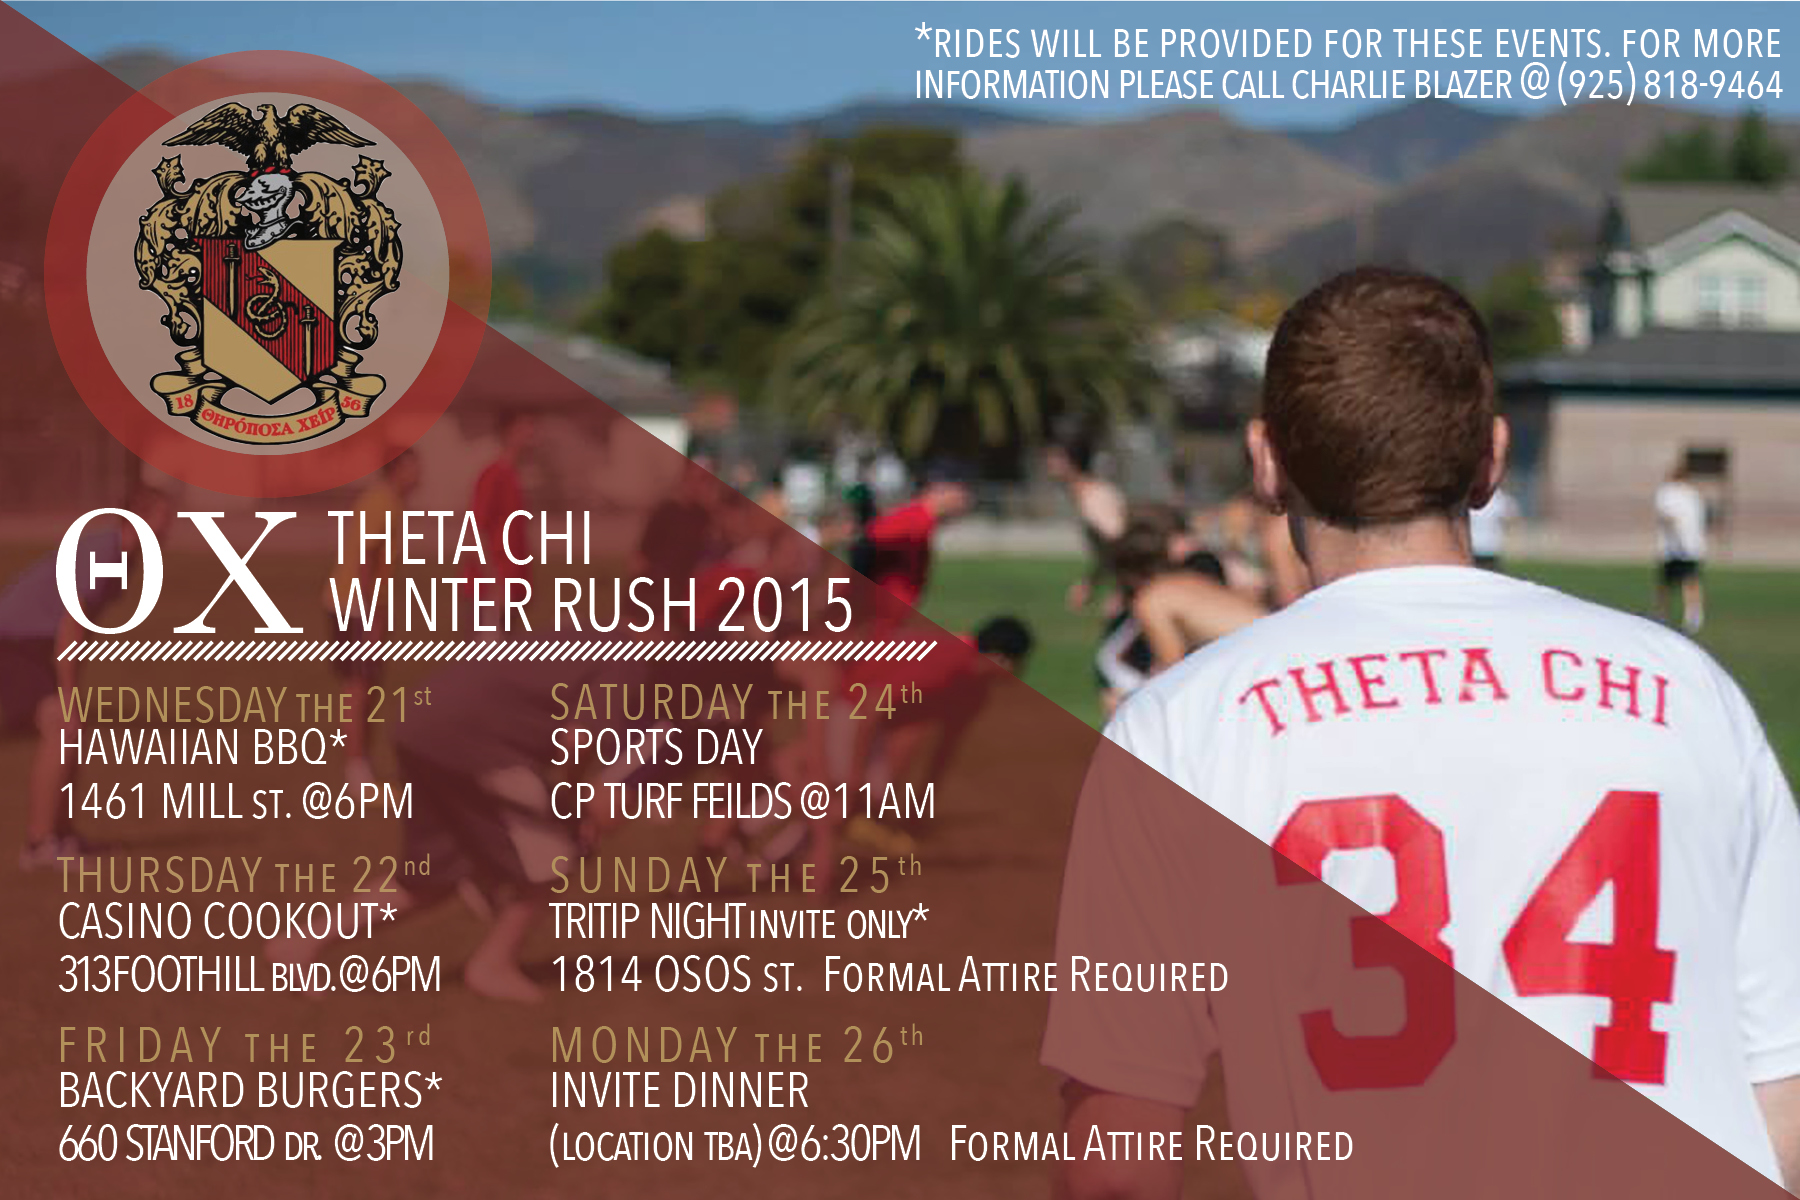 *RIDES WILL BE PROVIDED FOR THESE EVENTS. FOR MORE
INFORMATION PLEASE CALL CHARLIE BLAZER @ (925) 818-9464
18 ΘΗΡΌΠΟΣΑ ΧΕΊΡ 56
ΘΧ
THETA CHI
WINTER RUSH 2015
WEDNESDAY THE 21st
HAWAIIAN BBQ*
1461 MILL ST. @6PM
THURSDAY THE 22nd
CASINO COOKOUT*
313 FOOTHILL BLVD. @6PM
FRIDAY THE 23rd
BACKYARD BURGERS*
660 STANFORD DR. @3PM
SATURDAY THE 24th
SPORTS DAY
CP TURF FEILDS @11AM
SUNDAY THE 25th
TRITIP NIGHT INVITE ONLY*
1814 OSOS ST. FORMAL ATTIRE REQUIRED
MONDAY THE 26th
INVITE DINNER
(LOCATION TBA) @6:30PM FORMAL ATTIRE REQUIRED
THETA CHI
34